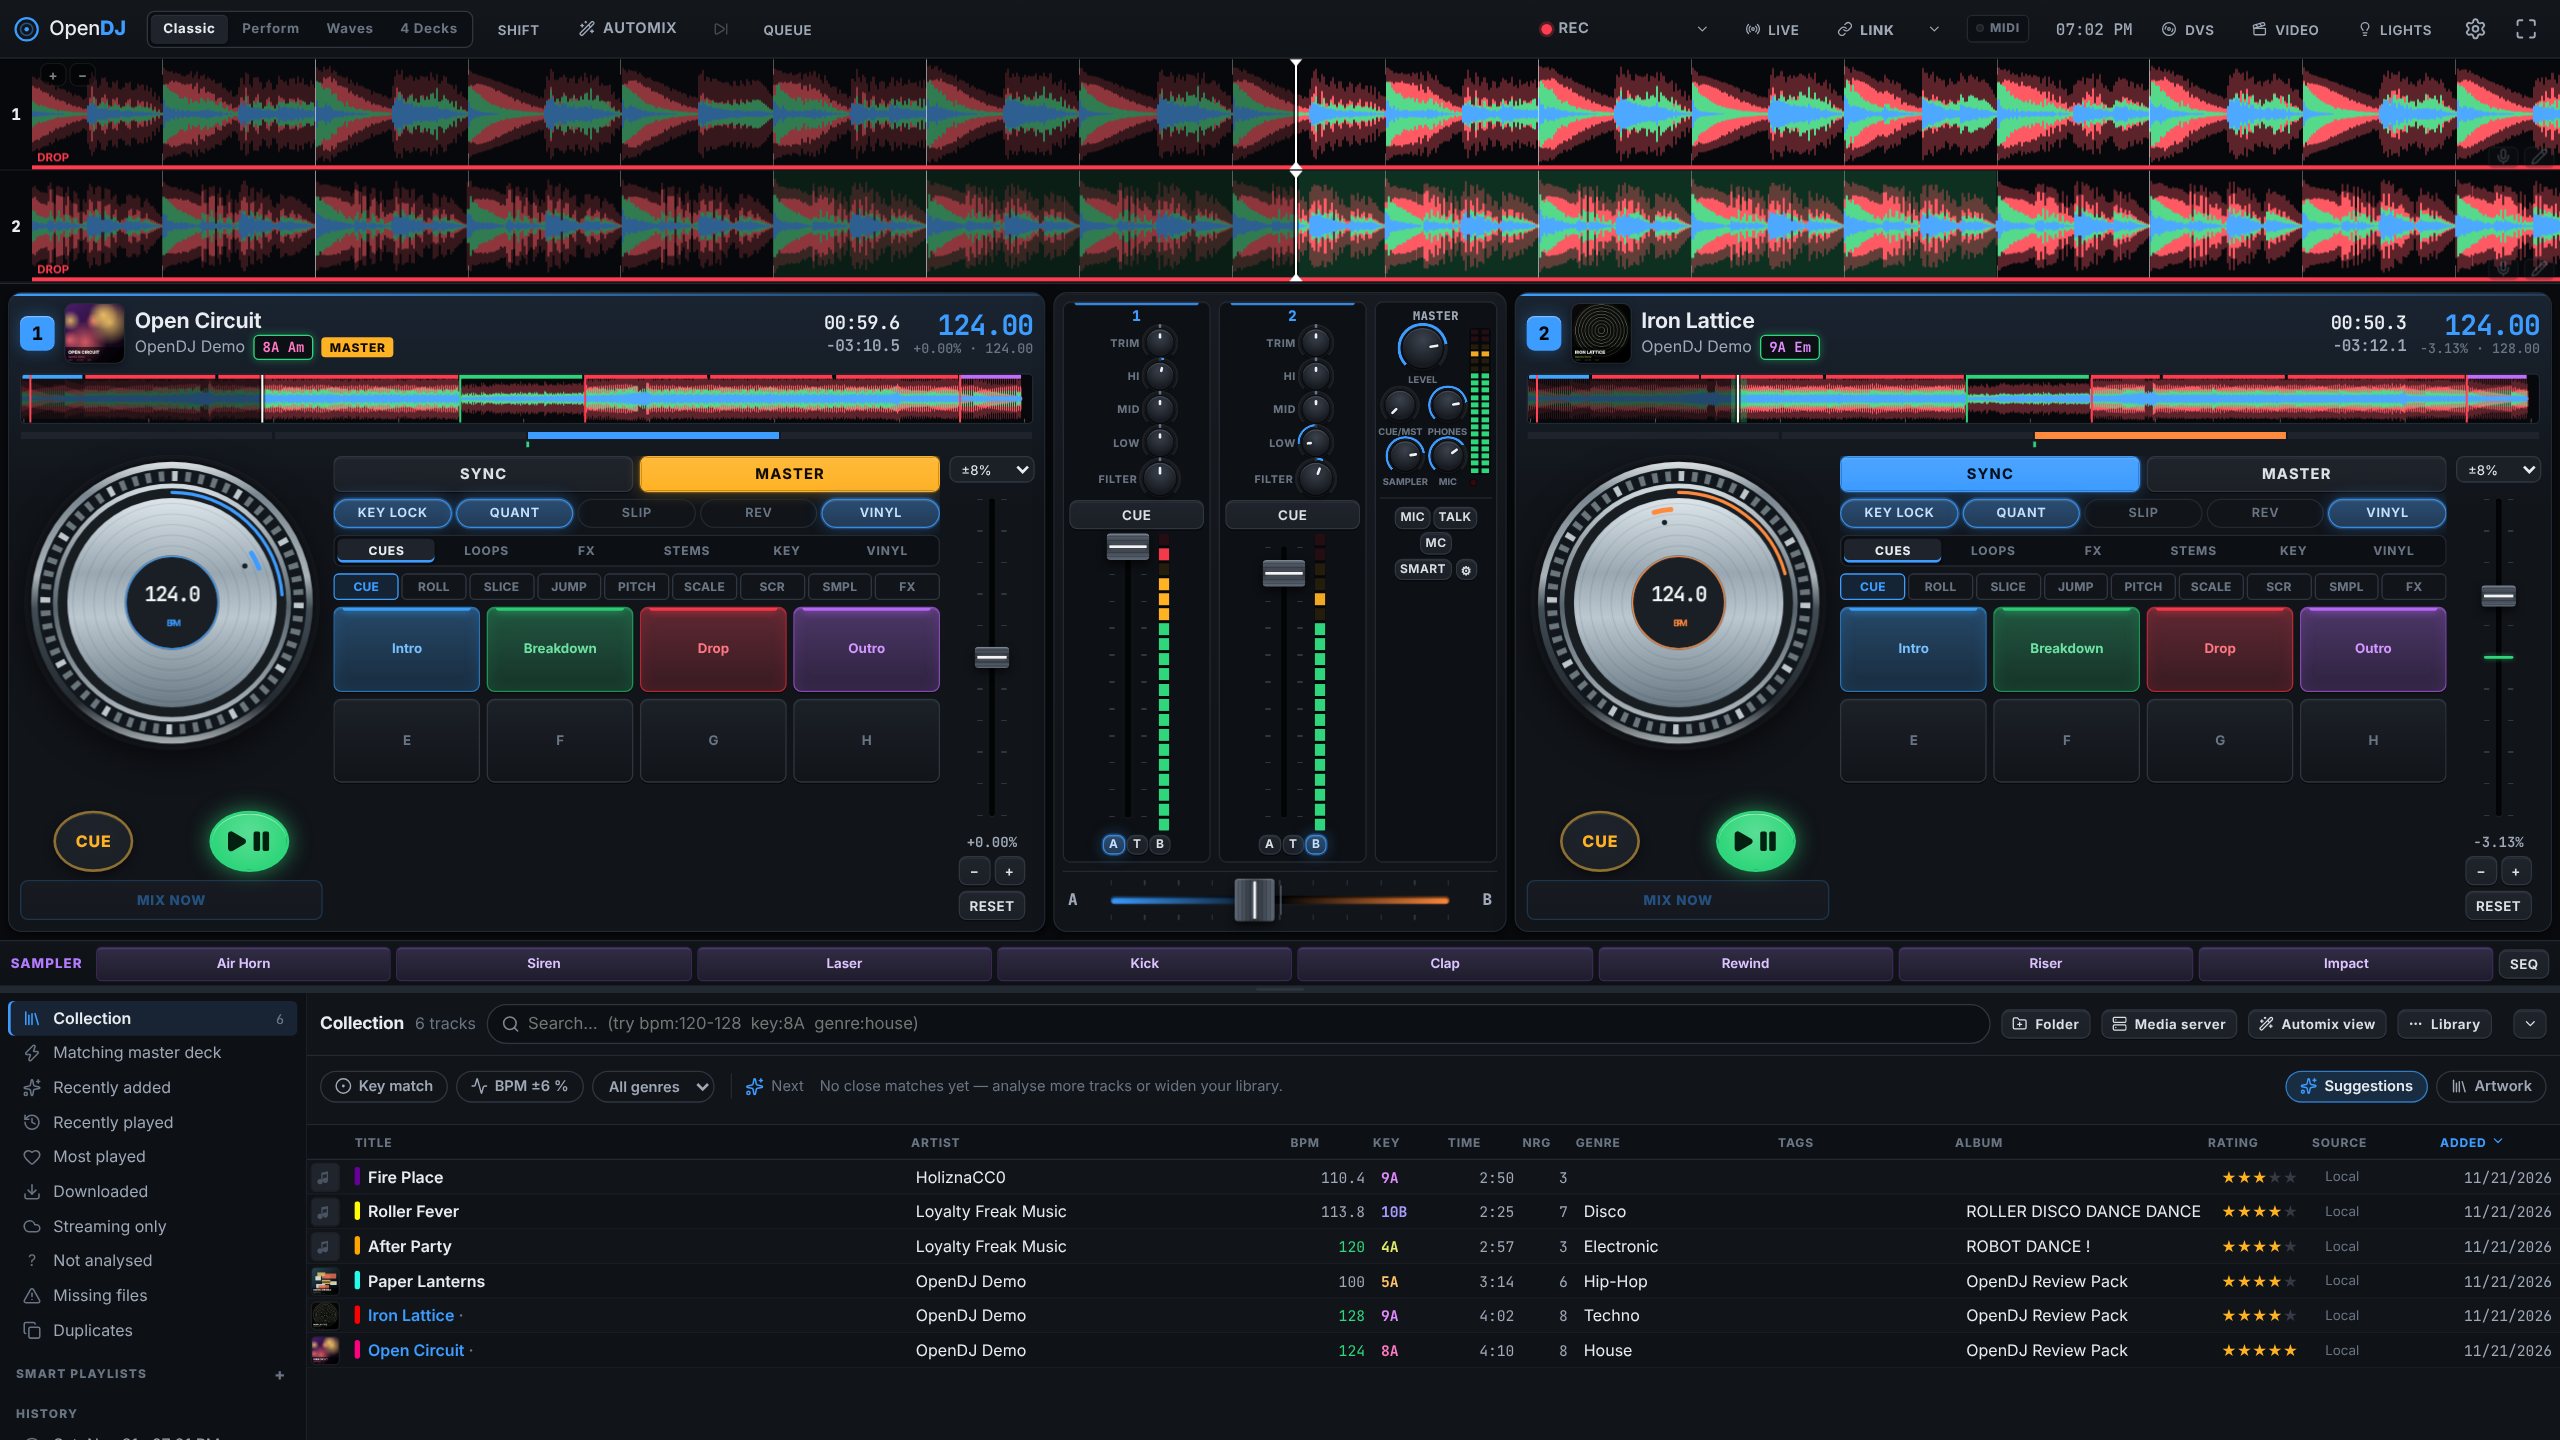 OpenDJ Classic Perform Waves 4 Decks SHIFT AUTOMIX QUEUE REC LIVE LINK MIDI 07:02 PM DVS VIDEO LIGHTS
+ −
1
DROP
2
DROP
1 Open Circuit 00:59.6 124.00
OpenDJ Demo 8A Am MASTER -03:10.5 +0.00% · 124.00
SYNC MASTER ±8%
KEY LOCK QUANT SLIP REV VINYL
CUES LOOPS FX STEMS KEY VINYL
CUE ROLL SLICE JUMP PITCH SCALE SCR SMPL FX
124.0
BPM
Intro Breakdown Drop Outro
E F G H
CUE
+0.00%
− +
MIX NOW
RESET
1 2 MASTER
TRIM TRIM
HI HI LEVEL
MID MID
LOW LOW CUE/MST PHONES
FILTER FILTER SAMPLER MIC
CUE CUE MIC TALK
MC
SMART
A T B A T B
A B
2 Iron Lattice 00:50.3 124.00
OpenDJ Demo 9A Em -03:12.1 -3.13% · 128.00
SYNC MASTER ±8%
KEY LOCK QUANT SLIP REV VINYL
CUES LOOPS FX STEMS KEY VINYL
CUE ROLL SLICE JUMP PITCH SCALE SCR SMPL FX
124.0
BPM
Intro Breakdown Drop Outro
E F G H
CUE
-3.13%
− +
MIX NOW
RESET
SAMPLER Air Horn Siren Laser Kick Clap Rewind Riser Impact SEQ
Collection 6
Matching master deck
Recently added
Recently played
Most played
Downloaded
Streaming only
? Not analysed
Missing files
Duplicates
SMART PLAYLISTS +
HISTORY
Collection 6 tracks Search… (try bpm:120-128 key:8A genre:house) Folder Media server Automix view ··· Library
Key match BPM ±6 % All genres Next No close matches yet — analyse more tracks or widen your library. Suggestions Artwork
TITLE ARTIST BPM KEY TIME NRG GENRE TAGS ALBUM RATING SOURCE ADDED
Fire Place HoliznaCC0 110.4 9A 2:50 3 ★★★★★ Local 11/21/2026
Roller Fever Loyalty Freak Music 113.8 10B 2:25 7 Disco ROLLER DISCO DANCE DANCE ★★★★★ Local 11/21/2026
After Party Loyalty Freak Music 120 4A 2:57 3 Electronic ROBOT DANCE ! ★★★★★ Local 11/21/2026
Paper Lanterns OpenDJ Demo 100 5A 3:14 6 Hip-Hop OpenDJ Review Pack ★★★★★ Local 11/21/2026
Iron Lattice · OpenDJ Demo 128 9A 4:02 8 Techno OpenDJ Review Pack ★★★★★ Local 11/21/2026
Open Circuit · OpenDJ Demo 124 8A 4:10 8 House OpenDJ Review Pack ★★★★★ Local 11/21/2026